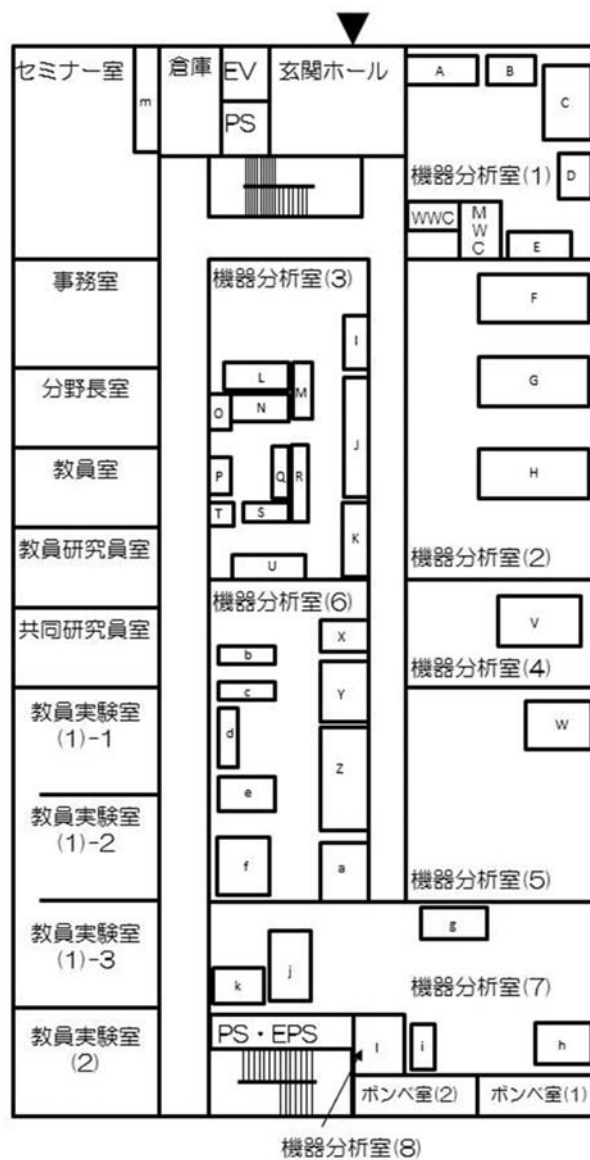 セミナー室
m
倉庫
EV
PS
玄関ホール
A
B
C
機器分析室(1)
D
WWC
MWC
E
事務室
機器分析室(3)
F
I
分野長室
L
M
G
O
N
J
教員室
P
Q
R
H
T
S
K
教員研究員室
U
機器分析室(2)
共同研究員室
機器分析室(6)
X
V
b
機器分析室(4)
教員実験室
(1)-1
c
Y
d
W
Z
教員実験室
(1)-2
e
f
a
機器分析室(5)
教員実験室
(1)-3
g
j
k
機器分析室(7)
教員実験室
(2)
PS・EPS
l
i
h
ボンベ室(2)
ボンベ室(1)
機器分析室(8)